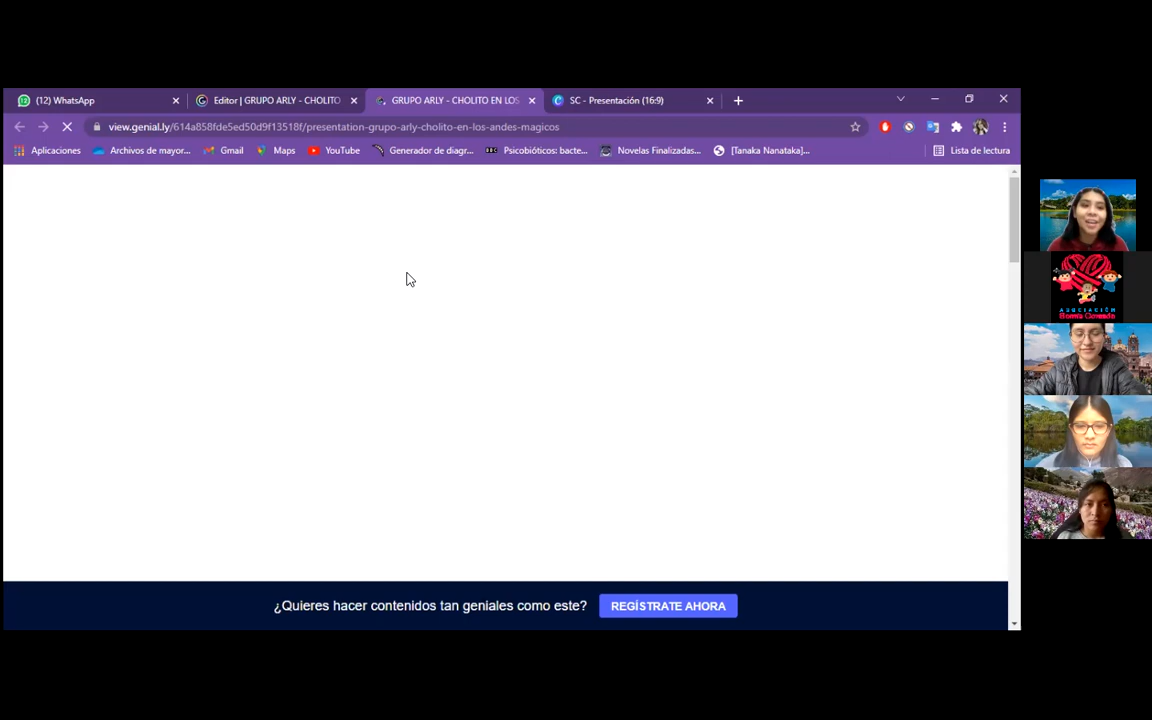 (12) WhatsApp
Editor | GRUPO ARLY - CHOLITO
GRUPO ARLY - CHOLITO EN LOS
SC - Presentación (16:9)
view.genial.ly/614a858fde5ed50d9f13518f/presentation-grupo-arly-cholito-en-los-andes-magicos
Aplicaciones
Archivos de mayor...
Gmail
Maps
YouTube
Generador de diagr...
Psicobióticos: bacte...
Novelas Finalizadas...
[Tanaka Nanataka]...
Lista de lectura
ASOCIACIÓN
¿Quieres hacer contenidos tan geniales como este?
REGÍSTRATE AHORA